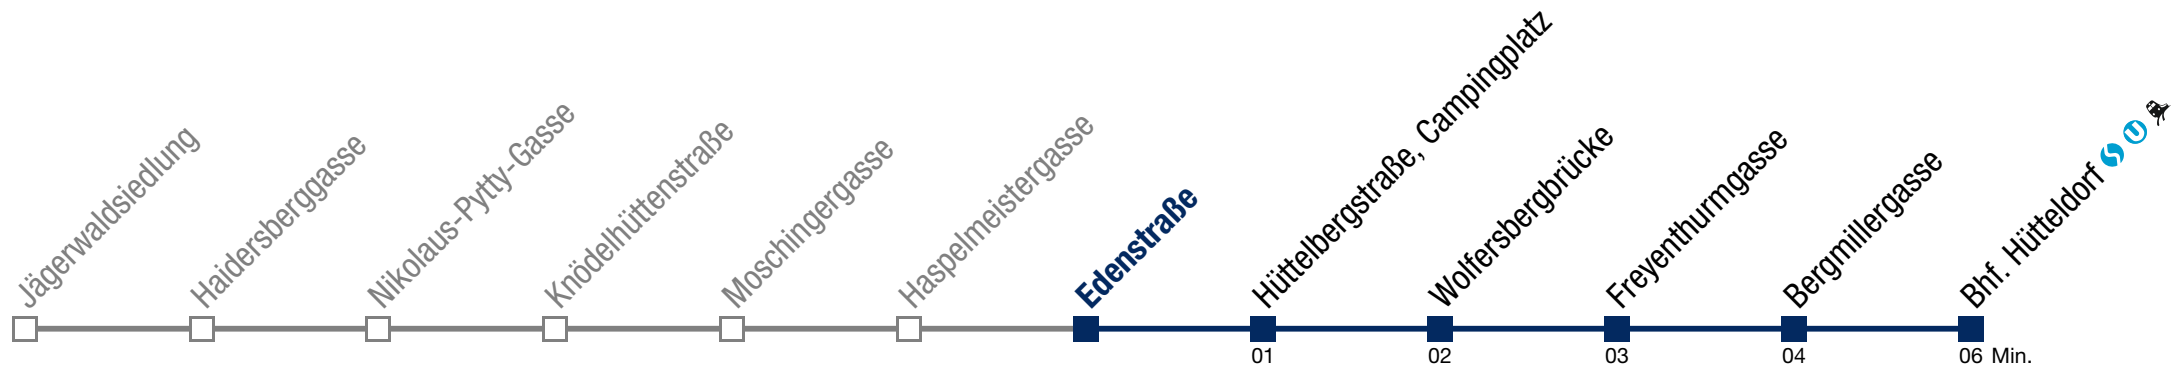 Jägerwaldsiedlung
Haidersberggasse
Nikolaus-Pytty-Gasse
Knödelhüttenstraße
Moschingergasse
Haspelmeistergasse
Edenstraße
Hüttelbergstraße, Campingplatz
Wolfersbergbrücke
Freyenthurmgasse
Bergmillergasse
Bhf. Hütteldorf S U
01
02
03
04
06 Min.